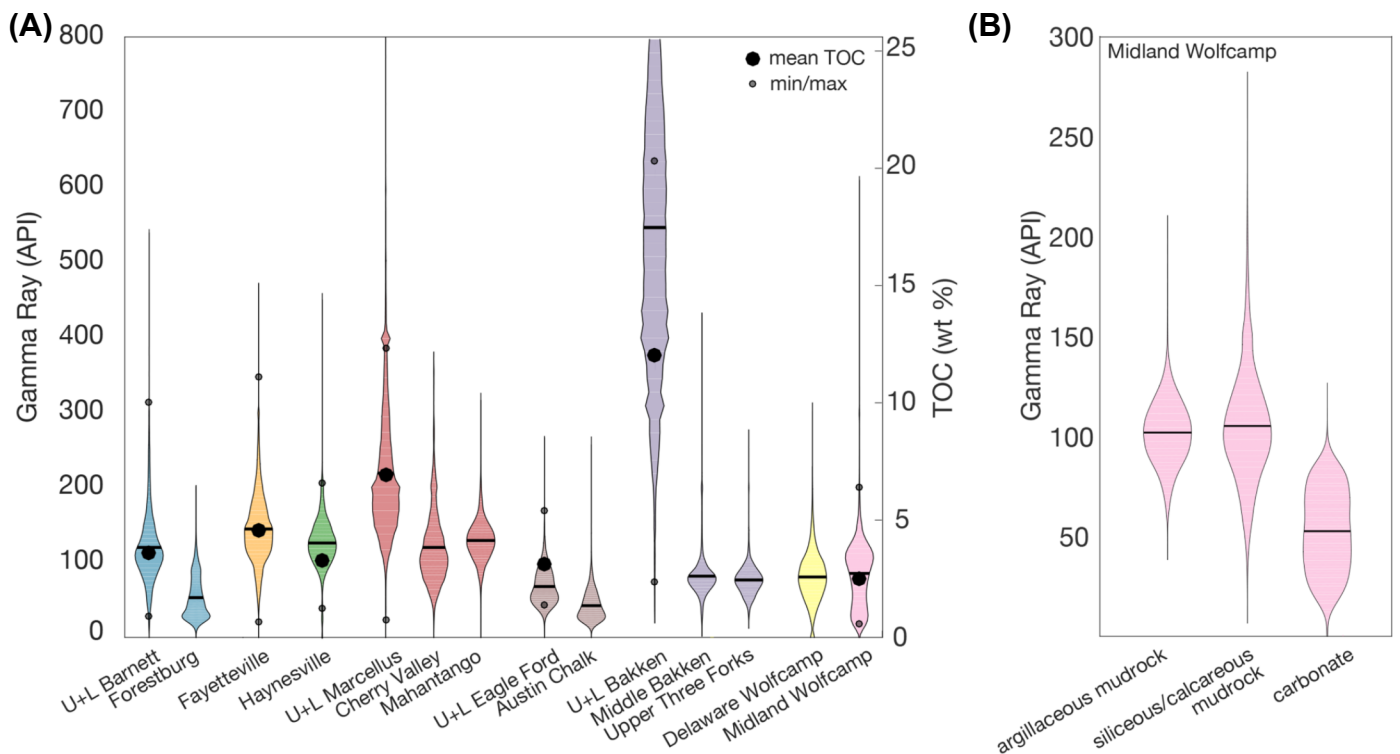 (A)
800
700
600
500
400
300
200
100
0
Gamma Ray (API)
mean TOC
min/max
25
20
15
10
5
0
TOC (wt %)
U+L Barnett
Forestburg
Fayetteville
Haynesville
U+L Marcellus
Cherry Valley
Mahantango
U+L Eagle Ford
Austin Chalk
U+L Bakken
Middle Bakken
Upper Three Forks
Delaware Wolfcamp
Midland Wolfcamp
(B)
Midland Wolfcamp
300
250
200
150
100
50
Gamma Ray (API)
argillaceous mudrock
siliceous/calcareous
mudrock
carbonate